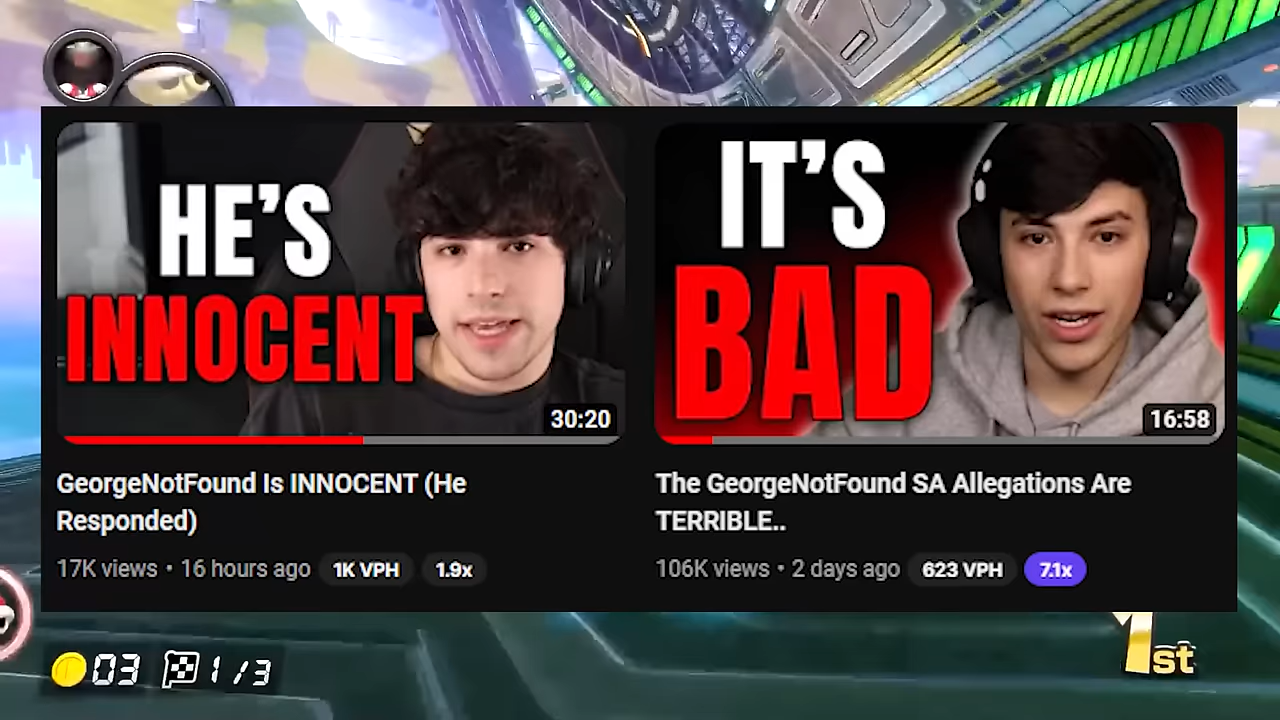 HE'S
INNOCENT
30:20
IT'S
BAD
16:58
GeorgeNotFound Is INNOCENT (He
Responded)
17K views • 16 hours ago 1K VPH 1.9x
The GeorgeNotFound SA Allegations Are
TERRIBLE..
106K views • 2 days ago 623 VPH 7.1x
03 1/3
1st